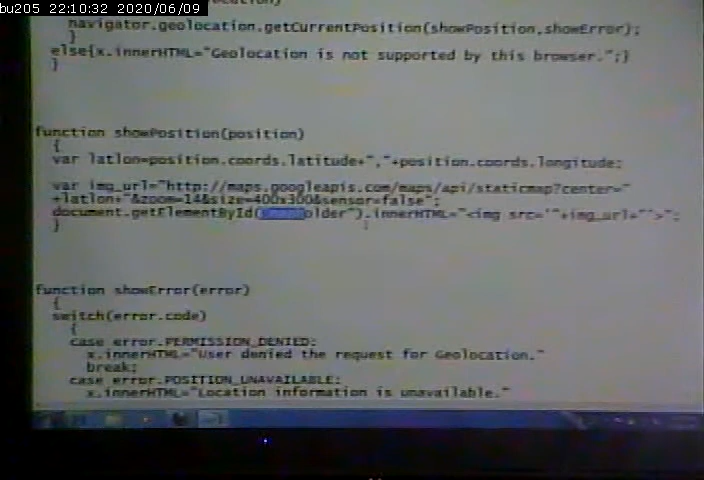 bu205 22:10:32 2020/06/09
navigator.geolocation.getCurrentPosition(showPosition,showError);
}
else{x.innerHTML="Geolocation is not supported by this browser.";}
}
function showPosition(position)
{
var latlon=position.coords.latitude+","+position.coords.longitude;
var img_url="http://maps.googleapis.com/maps/api/staticmap?center="
+latlon+"&zoom=14&size=400x300&sensor=false";
document.getElementById( older").innerHTML="<img src='"+img_url+"'>";
}
function showError(error)
{
switch(error.code)
{
case error.PERMISSION_DENIED:
x.innerHTML="User denied the request for Geolocation."
break;
case error.POSITION_UNAVAILABLE:
x.innerHTML="Location information is unavailable."